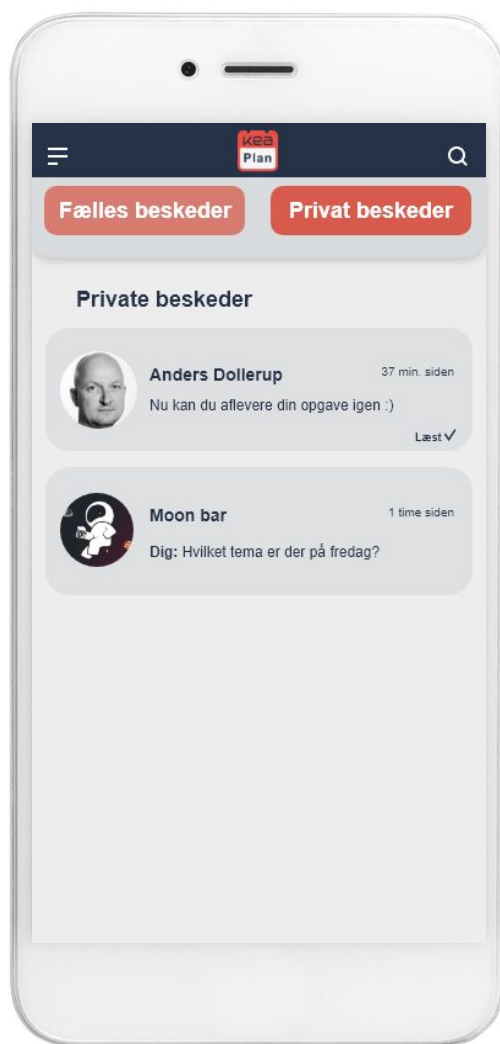 kea
Plan
Fælles beskeder
Privat beskeder
Private beskeder
Anders Dollerup
37 min. siden
Nu kan du aflevere din opgave igen :)
Læst
Moon bar
1 time siden
Dig: Hvilket tema er der på fredag?